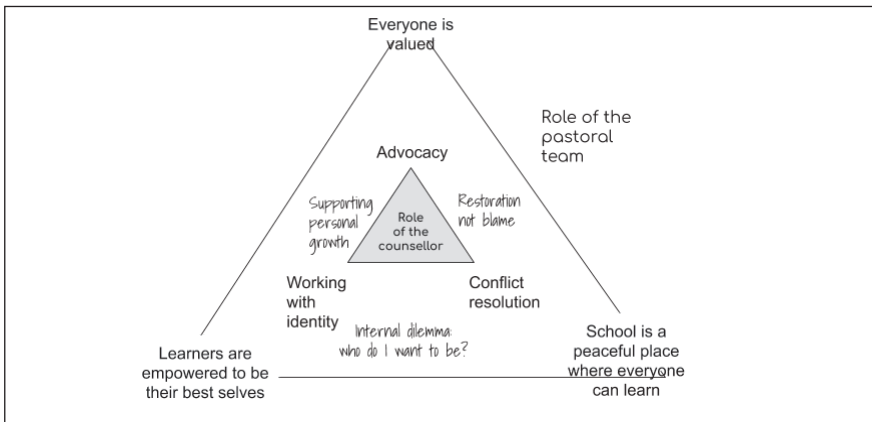 Everyone is
valued
Role of the
pastoral
team
Advocacy
Supporting
personal
growth
Restoration
not blame
Role
of the
counsellor
Working
with
identity
Conflict
resolution
Internal dilemma:
who do I want to be?
Learners are
empowered to be
their best selves
School is a
peaceful place
where everyone
can learn